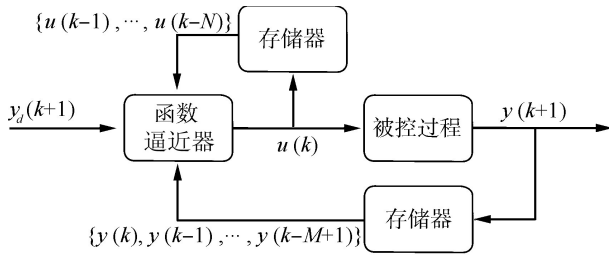 {u (k−1) ,···, u (k−N)}
存储器
y_d(k+1)
函数
逼近器
u (k)
被控过程
y (k+1)
存储器
{y (k), y (k−1) ,···, y (k−M+1)}